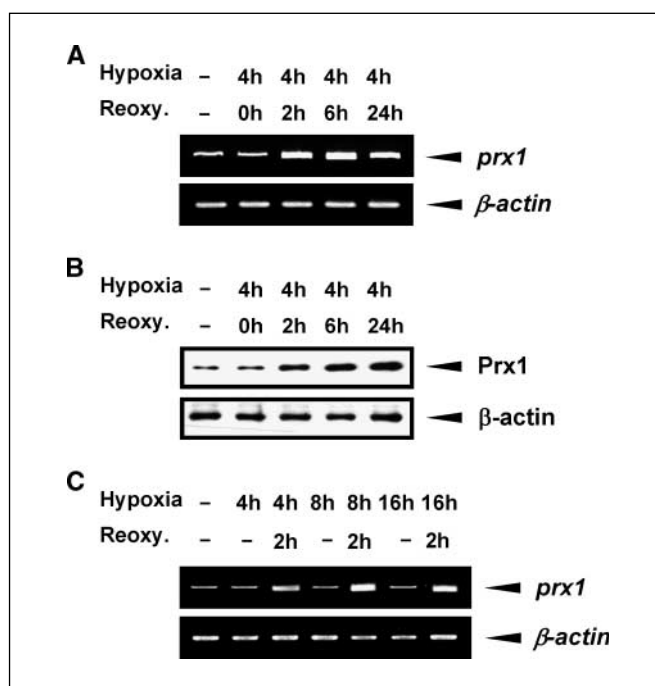 A
Hypoxia – 4h 4h 4h 4h
Reoxy. – 0h 2h 6h 24h
prx1
β-actin
B
Hypoxia – 4h 4h 4h 4h
Reoxy. – 0h 2h 6h 24h
Prx1
β-actin
C
Hypoxia – 4h 4h 8h 8h 16h 16h
Reoxy. – – 2h – 2h – 2h
prx1
β-actin